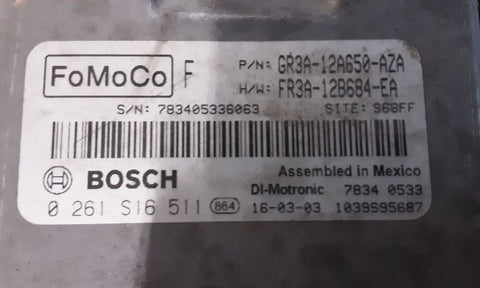 FoMoCo F P/N: GR3A-12A650-AZA
H/W: FR3A-12B684-EA
S/N: 783405336063 SITE: S6BFF
BOSCH Assembled in Mexico
DI-Motronic 7834 0533
0 261 S16 511 864 16-03-03 1039S95687